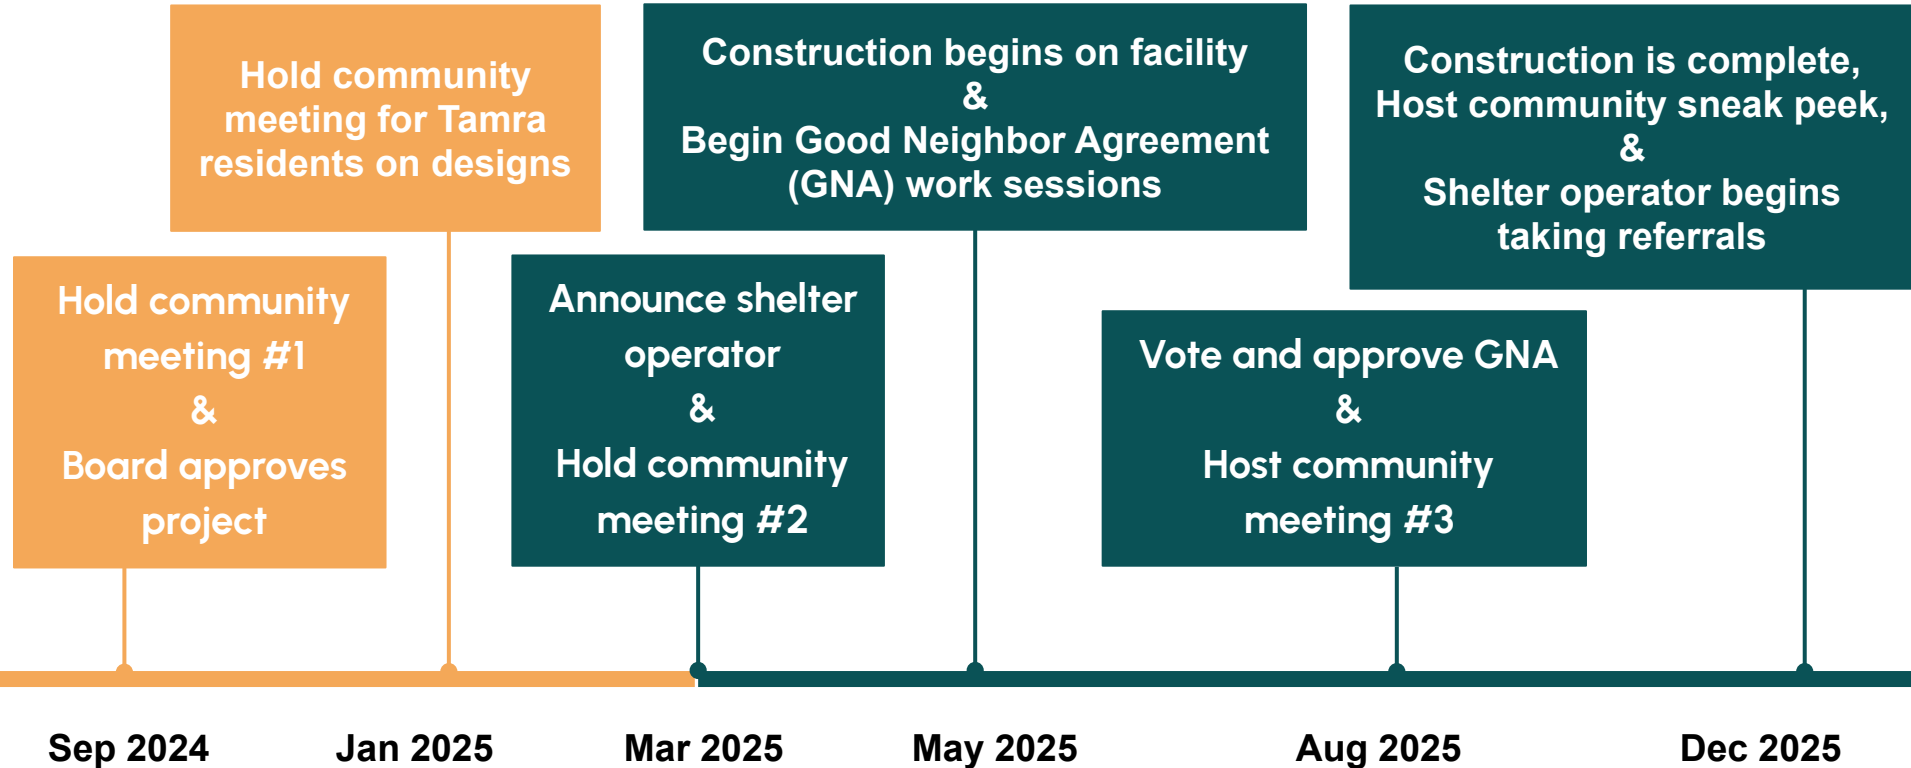 Hold community
meeting #1
&
Board approves
project
Hold community
meeting for Tamra
residents on designs
Announce shelter
operator
&
Hold community
meeting #2
Construction begins on facility
&
Begin Good Neighbor Agreement
(GNA) work sessions
Vote and approve GNA
&
Host community
meeting #3
Construction is complete,
Host community sneak peek,
&
Shelter operator begins
taking referrals
Sep 2024
Jan 2025
Mar 2025
May 2025
Aug 2025
Dec 2025